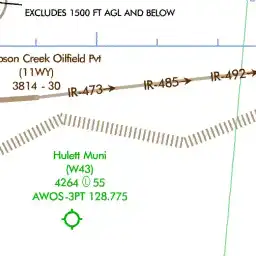 EXCLUDES 1500 FT AGL AND BELOW
Creek Oilfield Pvt
(11WY)
3814 - 30
IR-473
IR-485
IR-492
Hulett Muni
(W43)
4264 Ⓛ 55
AWOS-3PT 128.775